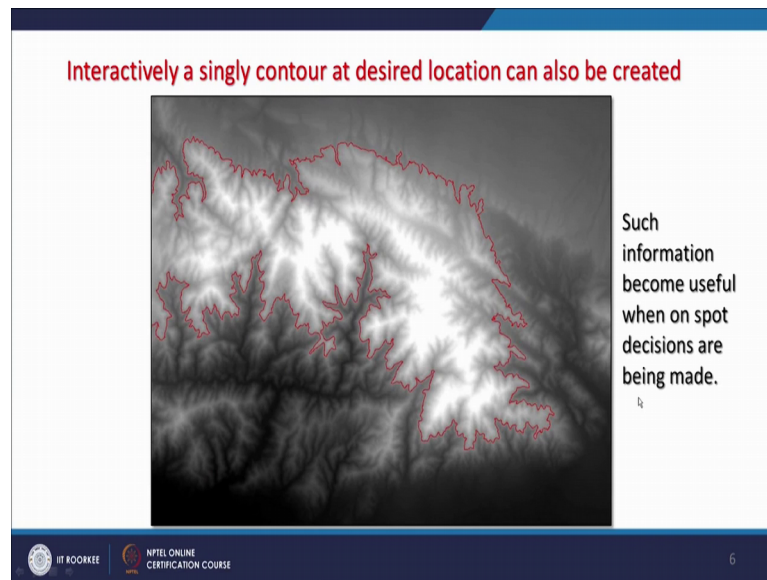 Interactively a singly contour at desired location can also be created
Such
information
become useful
when on spot
decisions are
being made.
IIT ROORKEE
NPTEL ONLINE
CERTIFICATION COURSE
6